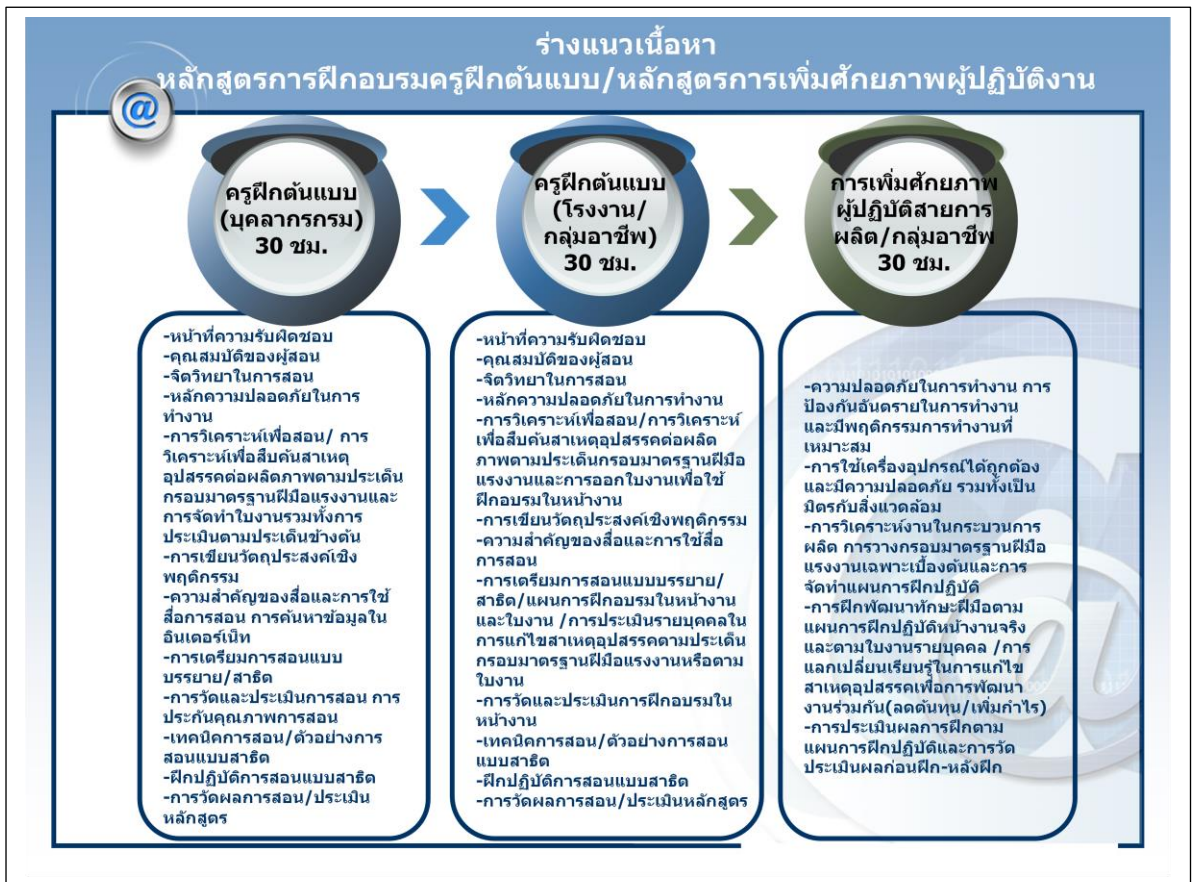 ร่างแนวเนื้อหา
หลักสูตรการฝึกอบรมครูฝึกต้นแบบ/หลักสูตรการเพิ่มศักยภาพผู้ปฏิบัติงาน
@
ครูฝึกต้นแบบ
(บุคลากรกรม)
30 ชม.
ครูฝึกต้นแบบ
(โรงงาน/
กลุ่มอาชีพ)
30 ชม.
การเพิ่มศักยภาพ
ผู้ปฏิบัติสายการ
ผลิต/กลุ่มอาชีพ
30 ชม.
-หน้าที่ความรับผิดชอบ
-คุณสมบัติของผู้สอน
-จิตวิทยาในการสอน
-หลักความปลอดภัยในการ
ทำงาน
-การวิเคราะห์เพื่อสอน/ การ
วิเคราะห์เพื่อสืบค้นสาเหตุ
อุปสรรคต่อผลิตภาพตามประเด็น
กรอบมาตรฐานฝีมือแรงงานและ
การจัดทำใบงานรวมทั้งการ
ประเมินตามประเด็นข้างต้น
-การเขียนวัตถุประสงค์เชิง
พฤติกรรม
-ความสำคัญของสื่อและการใช้
สื่อการสอน การค้นหาข้อมูลใน
อินเตอร์เน็ท
-การเตรียมการสอนแบบ
บรรยาย/สาธิต
-การวัดและประเมินการสอน การ
ประกันคุณภาพการสอน
-เทคนิคการสอน/ตัวอย่างการ
สอนแบบสาธิต
-ฝึกปฏิบัติการสอนแบบสาธิต
-การวัดผลการสอน/ประเมิน
หลักสูตร
-หน้าที่ความรับผิดชอบ
-คุณสมบัติของผู้สอน
-จิตวิทยาในการสอน
-หลักความปลอดภัยในการทำงาน
-การวิเคราะห์เพื่อสอน/การวิเคราะห์
เพื่อสืบค้นสาเหตุอุปสรรคต่อผลิต
ภาพตามประเด็นกรอบมาตรฐานฝีมือ
แรงงานและการออกใบงานเพื่อใช้
ฝึกอบรมในหน้างาน
-การเขียนวัตถุประสงค์เชิงพฤติกรรม
-ความสำคัญของสื่อและการใช้สื่อ
การสอน
-การเตรียมการสอนแบบบรรยาย/
สาธิต/แผนการฝึกอบรมในหน้างาน
และใบงาน /การประเมินรายบุคคลใน
การแก้ไขสาเหตุอุปสรรคตามประเด็น
กรอบมาตรฐานฝีมือแรงงานหรือตาม
ใบงาน
-การวัดและประเมินการฝึกอบรมใน
หน้างาน
-เทคนิคการสอน/ตัวอย่างการสอน
แบบสาธิต
-ฝึกปฏิบัติการสอนแบบสาธิต
-การวัดผลการสอน/ประเมินหลักสูตร
-ความปลอดภัยในการทำงาน การ
ป้องกันอันตรายในการทำงาน
และมีพฤติกรรมการทำงานที่
เหมาะสม
-การใช้เครื่องอุปกรณ์ได้ถูกต้อง
และมีความปลอดภัย รวมทั้งเป็น
มิตรกับสิ่งแวดล้อม
-การวิเคราะห์งานในกระบวนการ
ผลิต การวางกรอบมาตรฐานฝีมือ
แรงงานเฉพาะเบื้องต้นและการ
จัดทำแผนการฝึกปฏิบัติ
-การฝึกพัฒนาทักษะฝีมือตาม
แผนการฝึกปฏิบัติหน้างานจริง
และตามใบงานรายบุคคล /การ
แลกเปลี่ยนเรียนรู้ในการแก้ไข
สาเหตุอุปสรรคเพื่อการพัฒนา
งานร่วมกัน(ลดต้นทุน/เพิ่มกำไร)
-การประเมินผลการฝึกตาม
แผนการฝึกปฏิบัติและการวัด
ประเมินผลก่อนฝึก-หลังฝึก